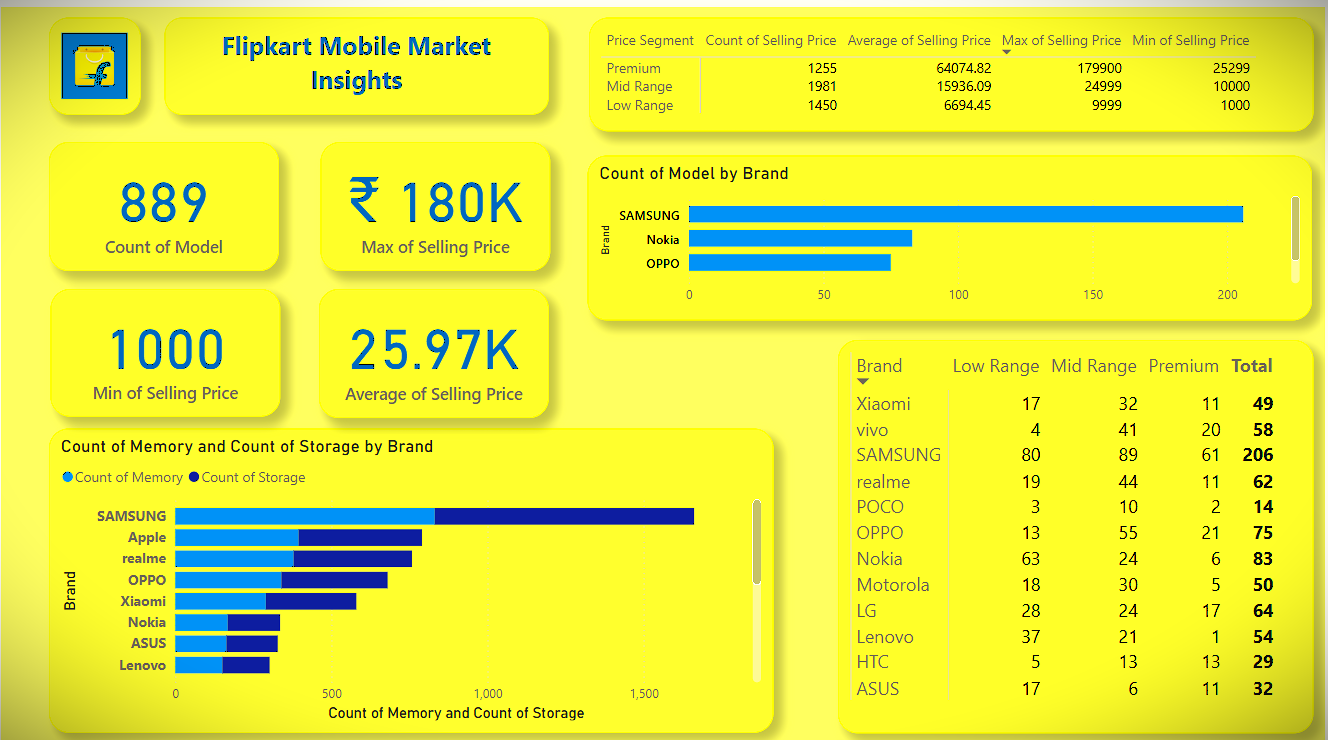 Flipkart Mobile Market
Insights
Price Segment Count of Selling Price Average of Selling Price Max of Selling Price Min of Selling Price
Premium 1255 64074.82 179900 25299
Mid Range 1981 15936.09 24999 10000
Low Range 1450 6694.45 9999 1000
889
Count of Model
₹ 180K
Max of Selling Price
1000
Min of Selling Price
25.97K
Average of Selling Price
Count of Model by Brand
Brand
SAMSUNG
Nokia
OPPO
0 50 100 150 200
Count of Memory and Count of Storage by Brand
Count of Memory Count of Storage
Brand
SAMSUNG
Apple
realme
OPPO
Xiaomi
Nokia
ASUS
Lenovo
0 500 1,000 1,500
Count of Memory and Count of Storage
Brand Low Range Mid Range Premium Total
Xiaomi 17 32 11 49
vivo 4 41 20 58
SAMSUNG 80 89 61 206
realme 19 44 11 62
POCO 3 10 2 14
OPPO 13 55 21 75
Nokia 63 24 6 83
Motorola 18 30 5 50
LG 28 24 17 64
Lenovo 37 21 1 54
HTC 5 13 13 29
ASUS 17 6 11 32